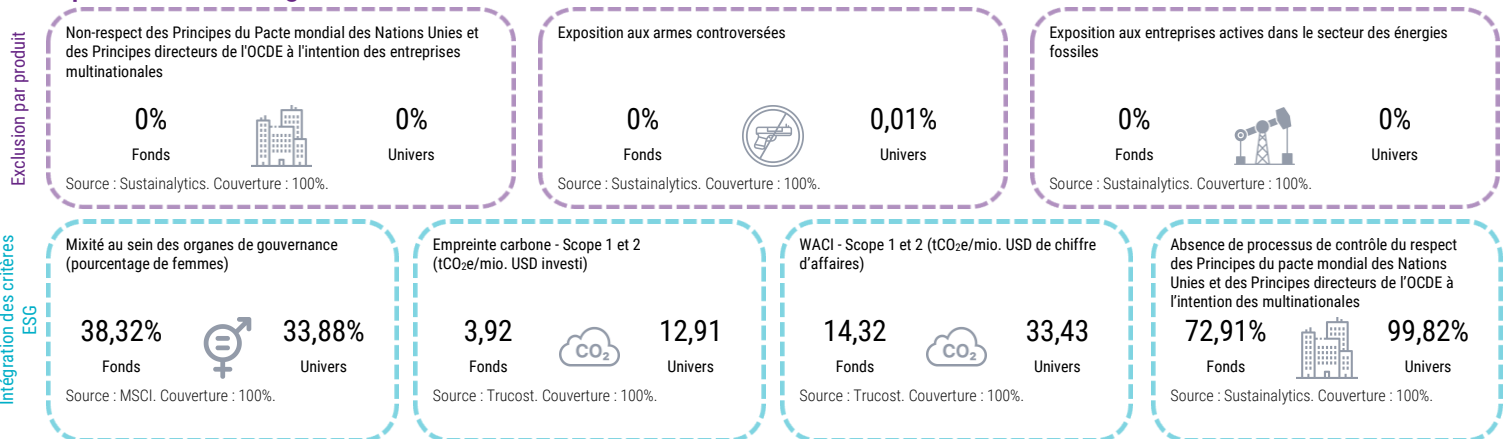 Exclusion par produit
Non-respect des Principes du Pacte mondial des Nations Unies et
des Principes directeurs de l'OCDE à l'intention des entreprises
multinationales
0%
Fonds
0%
Univers
Source : Sustainalytics. Couverture : 100%.
Exposition aux armes controversées
0%
Fonds
0,01%
Univers
Source : Sustainalytics. Couverture : 100%.
Exposition aux entreprises actives dans le secteur des énergies
fossiles
0%
Fonds
0%
Univers
Source : Sustainalytics. Couverture : 100%.
Intégration des critères
ESG
Mixité au sein des organes de gouvernance
(pourcentage de femmes)
38,32%
Fonds
33,88%
Univers
Source : MSCI. Couverture : 100%.
Empreinte carbone - Scope 1 et 2
(tCO₂e/mio. USD investi)
3,92
Fonds
CO₂
12,91
Univers
Source : Trucost. Couverture : 100%.
WACI - Scope 1 et 2 (tCO₂e/mio. USD de chiffre
d’affaires)
14,32
Fonds
CO₂
33,43
Univers
Source : Trucost. Couverture : 100%.
Absence de processus de contrôle du respect
des Principes du pacte mondial des Nations
Unies et des Principes directeurs de l’OCDE à
l’intention des multinationales
72,91%
Fonds
99,82%
Univers
Source : Sustainalytics. Couverture : 100%.